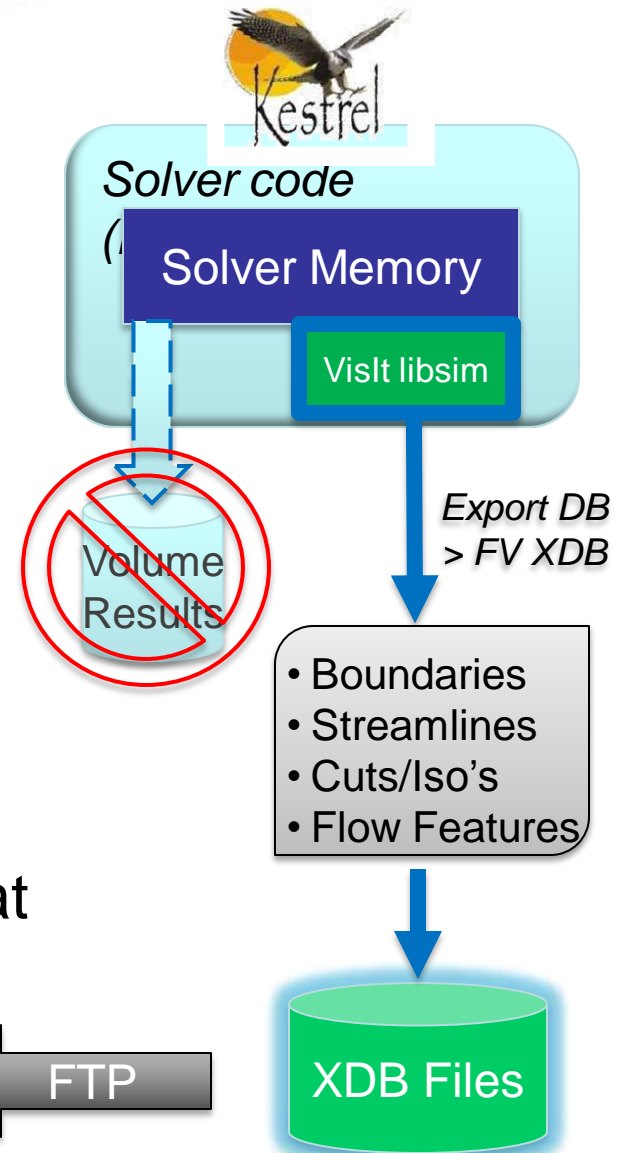 Kestrel
Solver code
(
Solver Memory
VisIt libsim
Export DB
> FV XDB
Volume
Results
• Boundaries
• Streamlines
• Cuts/Iso's
• Flow Features
at
FTP
XDB Files